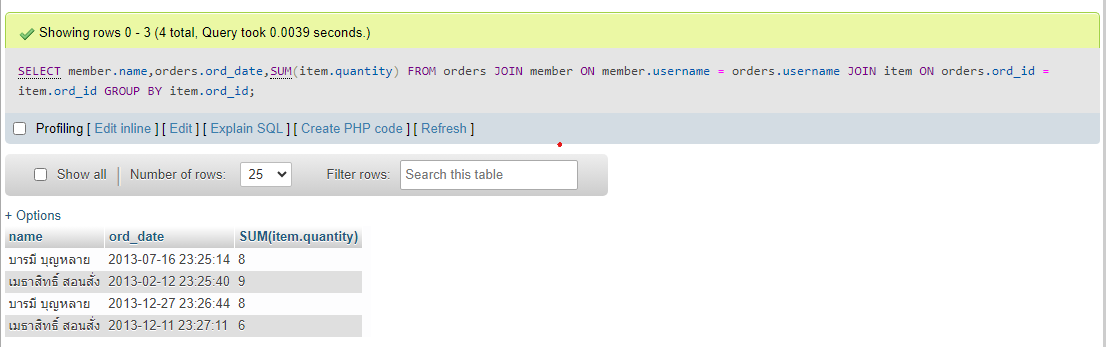 Showing rows 0 - 3 (4 total, Query took 0.0039 seconds.)
SELECT member.name,orders.ord_date,SUM(item.quantity) FROM orders JOIN member ON member.username = orders.username JOIN item ON orders.ord_id =
item.ord_id GROUP BY item.ord_id;
Profiling [ Edit inline ] [ Edit ] [ Explain SQL ] [ Create PHP code ] [ Refresh ]
Show all Number of rows: 25 Filter rows: Search this table
+ Options
name ord_date SUM(item.quantity)
บารมี บุญหลาย 2013-07-16 23:25:14 8
เมธาสิทธิ์ สอนสั่ง 2013-02-12 23:25:40 9
บารมี บุญหลาย 2013-12-27 23:26:44 8
เมธาสิทธิ์ สอนสั่ง 2013-12-11 23:27:11 6